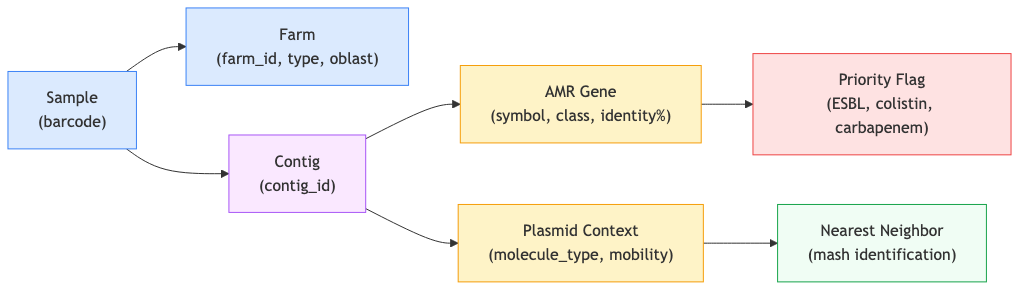 Farm
(farm_id, type, oblast)
Sample
(barcode)
Contig
(contig_id)
AMR Gene
(symbol, class, identity%)
Priority Flag
(ESBL, colistin,
carbapenem)
Plasmid Context
(molecule_type, mobility)
Nearest Neighbor
(mash identification)